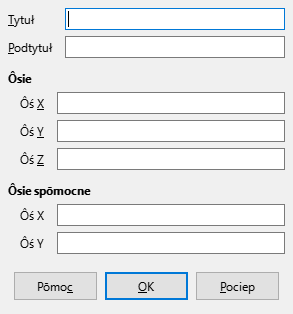 Tytuł
Podtytuł
Ôsie
Ôś X
Ôś Y
Ôś Z
Ôsie spōmocne
Ôś X
Ôś Y
Pōmoc OK Pociep